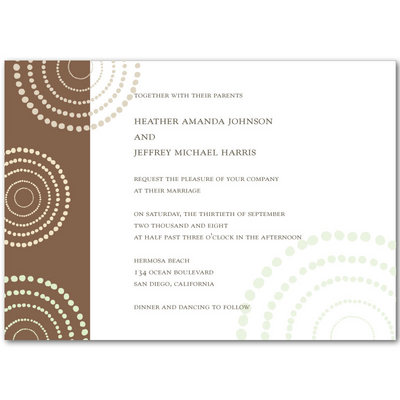 TOGETHER WITH THEIR PARENTS
HEATHER AMANDA JOHNSON
AND
JEFFREY MICHAEL HARRIS
REQUEST THE PLEASURE OF YOUR COMPANY
AT THEIR MARRIAGE
ON SATURDAY, THE THIRTIETH OF SEPTEMBER
TWO THOUSAND AND EIGHT
AT HALF PAST THREE O'CLOCK IN THE AFTERNOON
HERMOSA BEACH
134 OCEAN BOULEVARD
SAN DIEGO, CALIFORNIA
DINNER AND DANCING TO FOLLOW